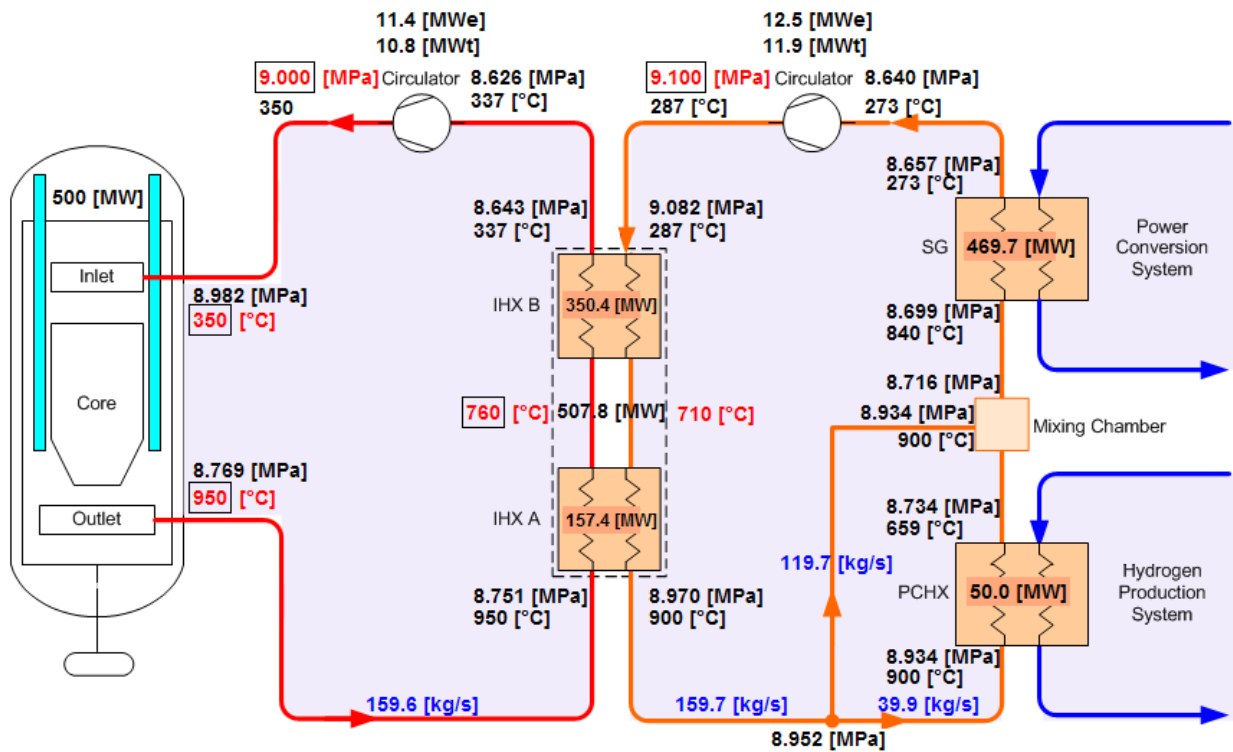 11.4 [MWe]
10.8 [MWt]
9.000 [MPa] Circulator 8.626 [MPa]
350
337 [°C]
12.5 [MWe]
11.9 [MWt]
9.100 [MPa] Circulator 8.640 [MPa]
287 [°C]
273 [°C]
500 [MW]
Inlet
8.982 [MPa]
350 [°C]
Core
8.769 [MPa]
950 [°C]
Outlet
8.643 [MPa]
337 [°C]
9.082 [MPa]
287 [°C]
IHX B
350.4 [MW]
760 [°C]
507.8 [MW]
710 [°C]
IHX A
157.4 [MW]
8.751 [MPa]
950 [°C]
8.970 [MPa]
900 [°C]
8.657 [MPa]
273 [°C]
SG
469.7 [MW]
Power
Conversion
System
8.699 [MPa]
840 [°C]
8.716 [MPa]
8.934 [MPa]
900 [°C]
Mixing Chamber
8.734 [MPa]
659 [°C]
119.7 [kg/s]
PCHX
50.0 [MW]
Hydrogen
Production
System
8.934 [MPa]
900 [°C]
159.6 [kg/s]
159.7 [kg/s]
39.9 [kg/s]
8.952 [MPa]